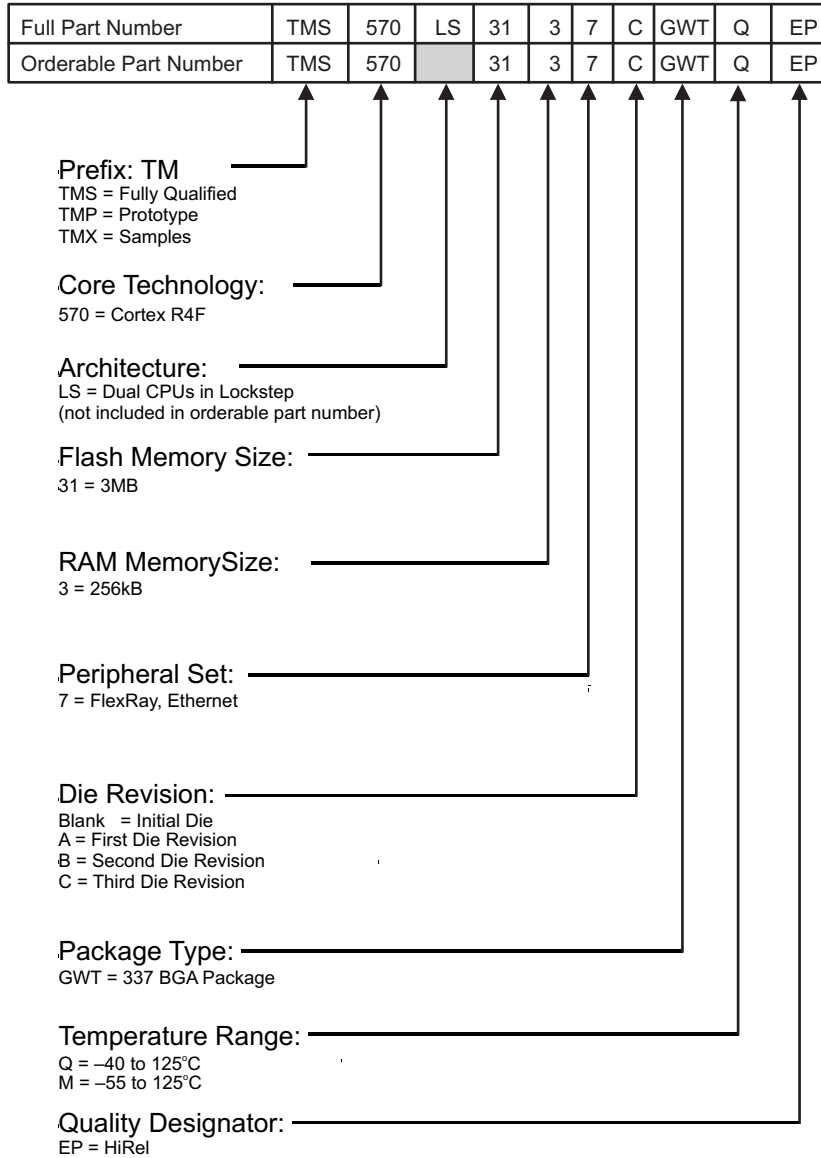 Full Part Number TMS 570 LS 31 3 7 C GWT Q EP
Orderable Part Number TMS 570 31 3 7 C GWT Q EP
Prefix: TM
TMS = Fully Qualified
TMP = Prototype
TMX = Samples
Core Technology:
570 = Cortex R4F
Architecture:
LS = Dual CPUs in Lockstep
(not included in orderable part number)
Flash Memory Size:
31 = 3MB
RAM MemorySize:
3 = 256kB
Peripheral Set:
7 = FlexRay, Ethernet
Die Revision:
Blank = Initial Die
A = First Die Revision
B = Second Die Revision
C = Third Die Revision
Package Type:
GWT = 337 BGA Package
Temperature Range:
Q = –40 to 125°C
M = –55 to 125°C
Quality Designator:
EP = HiRel